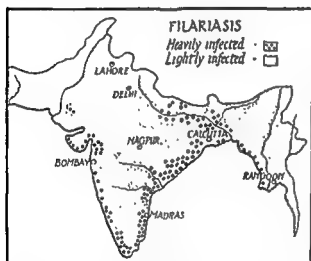 FILARIASIS
Heavily infected
Lightly infected
LAHORE
DELHI
CALCUTTA
NAGPUR
BOMBAY
RANGOON
MADRAS